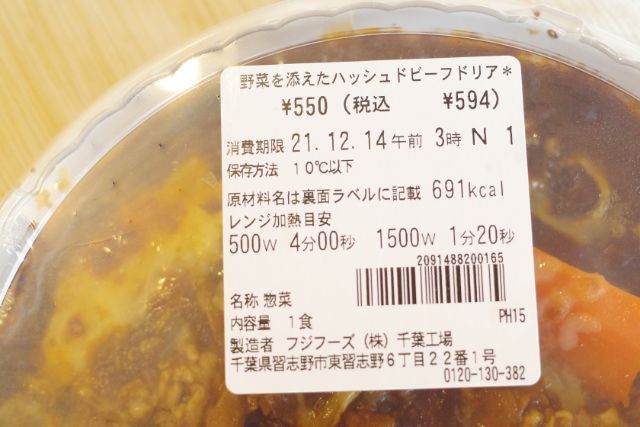 野菜を添えたハッシュドビーフドリア*
¥550(税込 ¥594)
消費期限 21.12.14午前 3時 N 1
保存方法 10℃以下
原材料名は裏面ラベルに記載 691kcal
レンジ加熱目安
500W 4分00秒 1500W 1分20秒
2091488200165
名称 惣菜
内容量 1食 PH15
製造者 フジフーズ(株)千葉工場
千葉県習志野市東習志野6丁目22番1号
0120-130-382